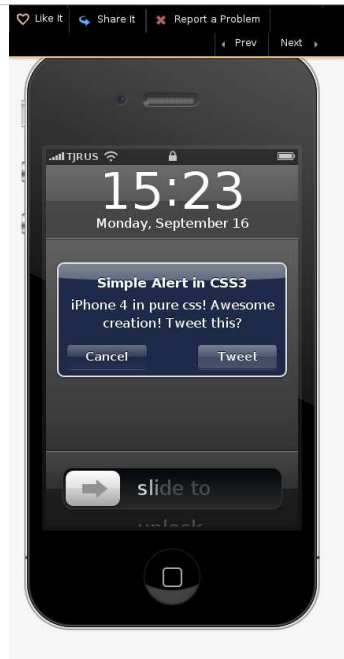 Like It Share It Report a Problem
Prev Next
TJRUS
15:23
Monday, September 16
Simple Alert in CSS3
iPhone 4 in pure css! Awesome
creation! Tweet this?
Cancel Tweet
slide to
unlock